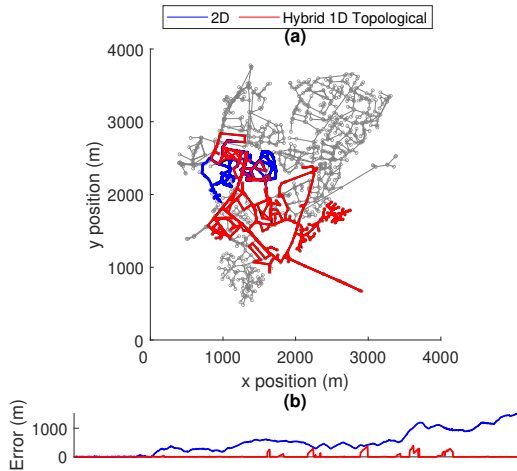 2D Hybrid 1D Topological
(a)
4000
3000
2000
1000
0
y position (m)
0 1000 2000 3000 4000
x position (m)
(b)
1000
0
Error (m)